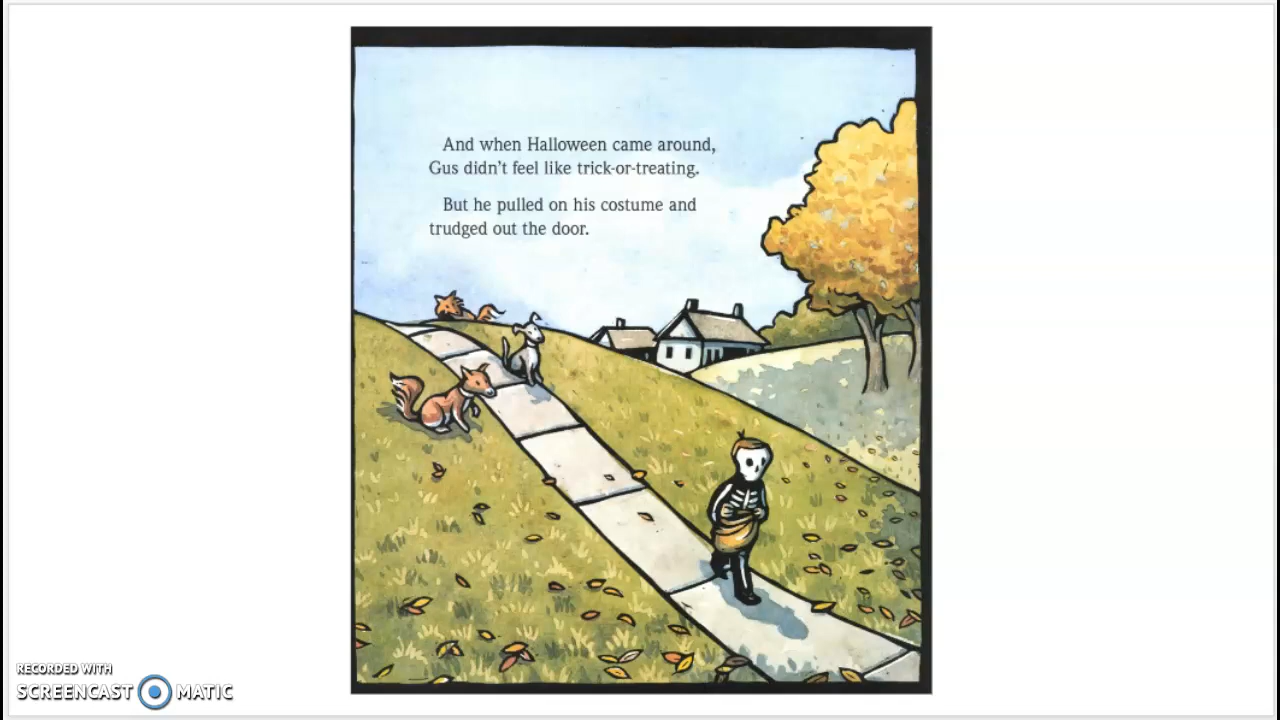 And when Halloween came around,
Gus didn't feel like trick-or-treating.
But he pulled on his costume and
trudged out the door.
RECORDED WITH
SCREENCAST MATIC